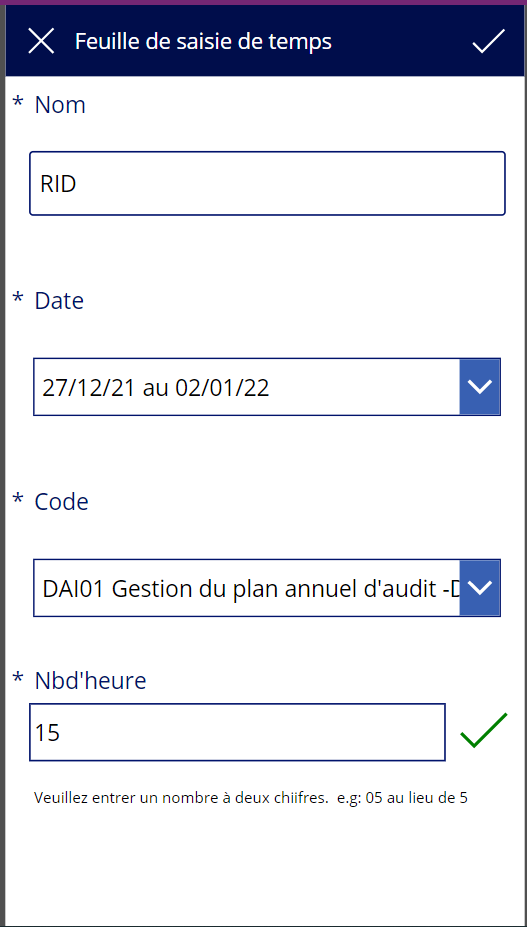 Feuille de saisie de temps
* Nom
RID
* Date
27/12/21 au 02/01/22
* Code
DAI01 Gestion du plan annuel d'audit -D
* Nbd'heure
15
Veuillez entrer un nombre à deux chiifres.  e.g: 05 au lieu de 5